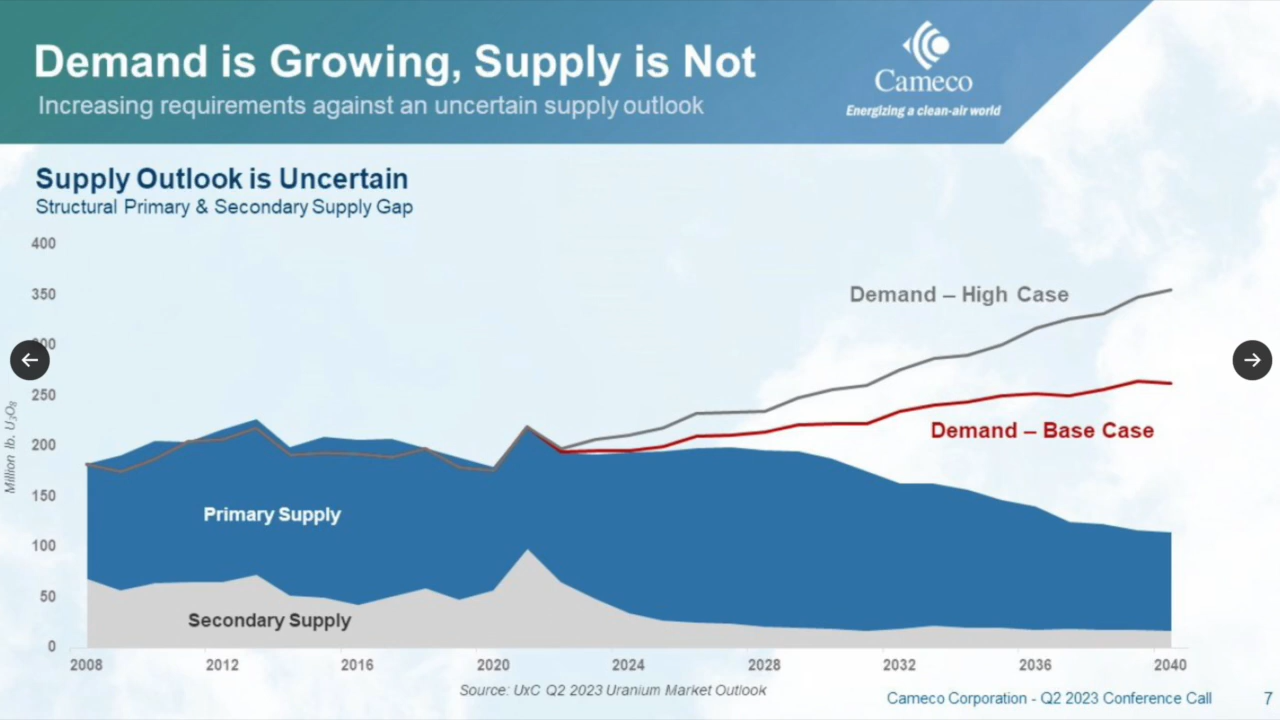 Demand is Growing, Supply is Not
Increasing requirements against an uncertain supply outlook
Cameco
Energizing a clean-air world
Supply Outlook is Uncertain
Structural Primary & Secondary Supply Gap
400
350
250
200
150
100
50
0
Million lb. U₃O₈
Demand – High Case
Demand – Base Case
Primary Supply
Secondary Supply
2008 2012 2016 2020 2024 2028 2032 2036 2040
Source: UxC Q2 2023 Uranium Market Outlook
Cameco Corporation - Q2 2023 Conference Call 7